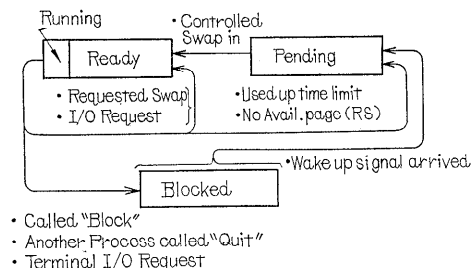 Running
• Controlled
Swap in
Ready
Pending
• Requested Swap
• I/O Request
• Used up time limit
• No Avail. page (RS)
• Wake up signal arrived
Blocked
• Called "Block"
• Another Process called "Quit"
• Terminal I/O Request